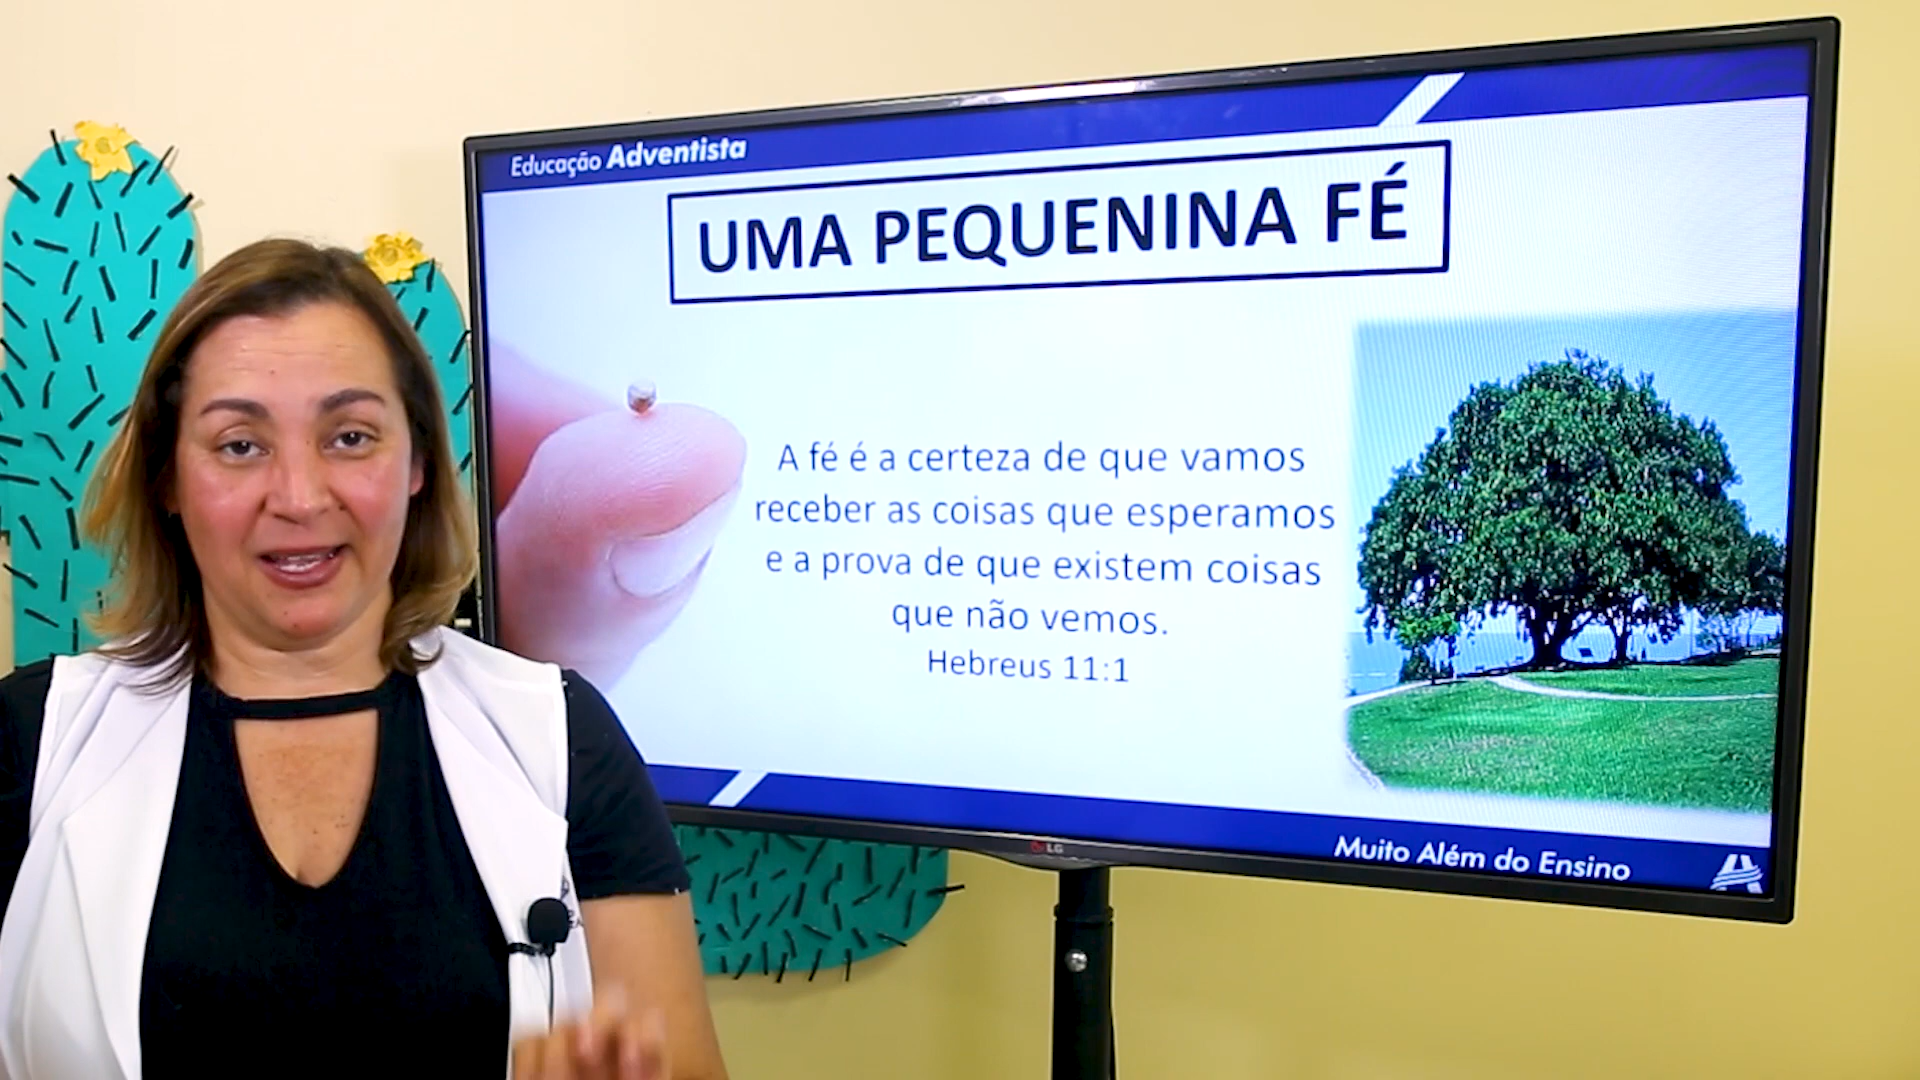 Educação Adventista
UMA PEQUENINA FÉ
A fé é a certeza de que vamos
receber as coisas que esperamos
e a prova de que existem coisas
que não vemos.
Hebreus 11:1
LG
Muito Além do Ensino